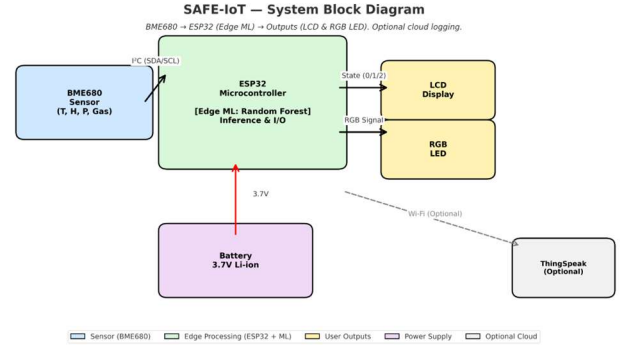 SAFE-IoT — System Block Diagram
BME680 → ESP32 (Edge ML) → Outputs (LCD & RGB LED). Optional cloud logging.
I²C (SDA/SCL)
BME680
Sensor
(T, H, P, Gas)
ESP32
Microcontroller
[Edge ML: Random Forest]
Inference & I/O
State (0/1/2)
LCD
Display
RGB Signal
RGB
LED
3.7V
Battery
3.7V Li-ion
Wi-Fi (Optional)
ThingSpeak
(Optional)
Sensor (BME680)
Edge Processing (ESP32 + ML)
User Outputs
Power Supply
Optional Cloud